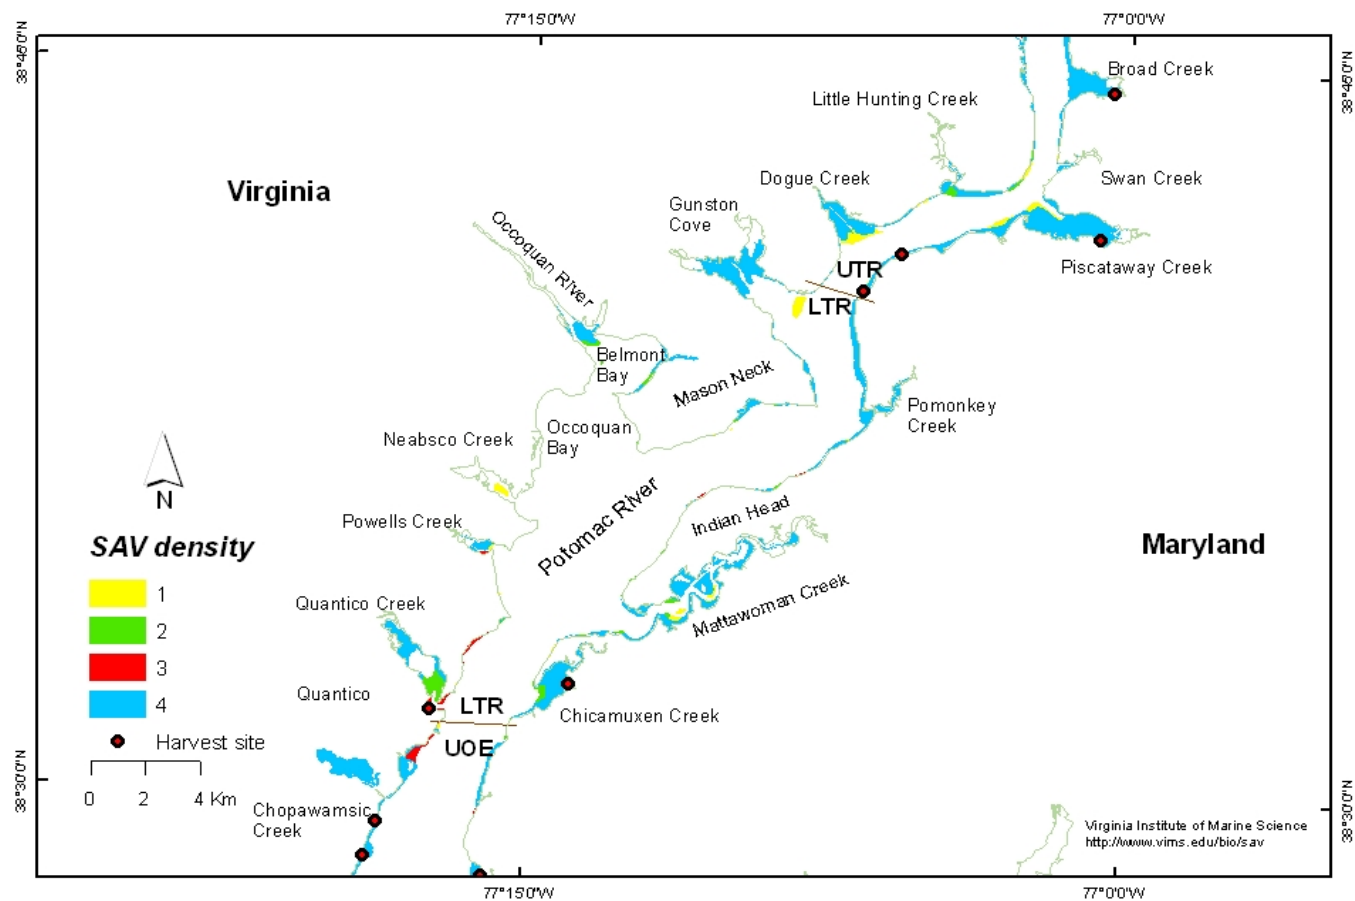 77°15'0"W
77°0'0"W
38°45'0"N
38°45'0"N
Broad Creek
Little Hunting Creek
Virginia
Dogue Creek
Swan Creek
Gunston
Cove
Occoquan River
UTR
Piscataway Creek
LTR
Belmont
Bay
Mason Neck
Pomonkey
Creek
Neabsco Creek
Occoquan
Bay
N
Potomac River
Indian Head
Powells Creek
Maryland
SAV density
1
2
3
4
Harvest site
0 2 4 Km
Quantico Creek
Mattawoman Creek
Quantico
LTR
Chicamuxen Creek
UOE
38°30'0"N
38°30'0"N
Chopawamsic
Creek
Virginia Institute of Marine Science
http://www.vims.edu/bio/sav
77°15'0"W
77°0'0"W